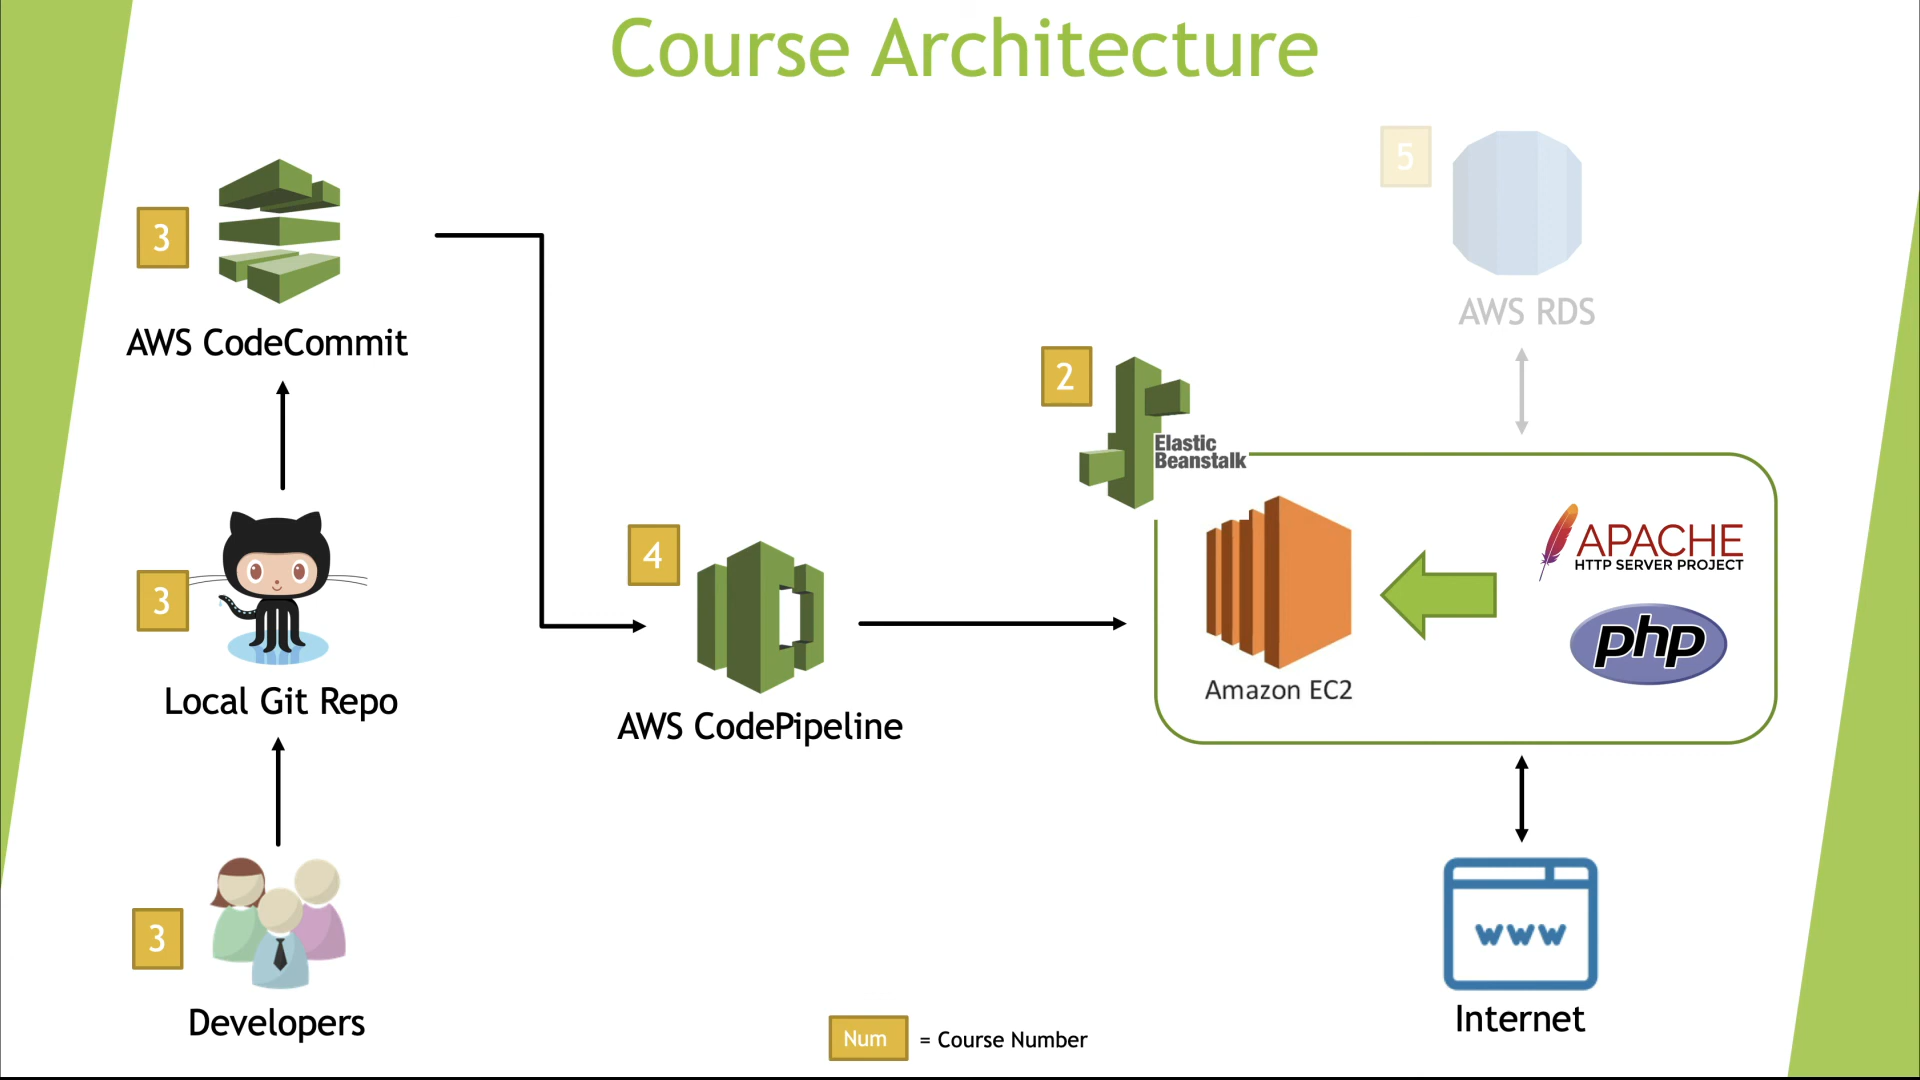 Course Architecture
3
AWS CodeCommit
3
Local Git Repo
3
Developers
4
AWS CodePipeline
2
Elastic
Beanstalk
Amazon EC2
APACHE
HTTP SERVER PROJECT
php
5
AWS RDS
www
Internet
Num = Course Number